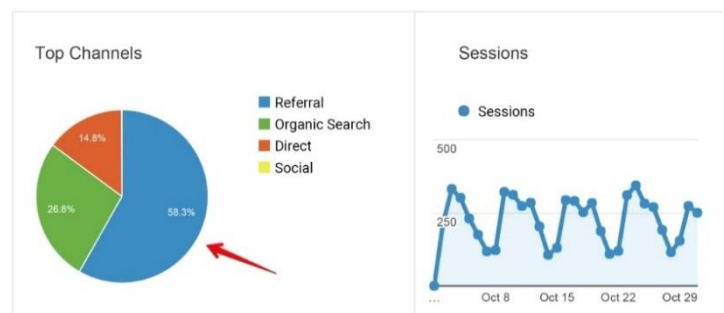 Top Channels
Referral
Organic Search
Direct
Social
14.8%
26.8%
58.3%
Sessions
Sessions
500
250
...
Oct 8
Oct 15
Oct 22
Oct 29